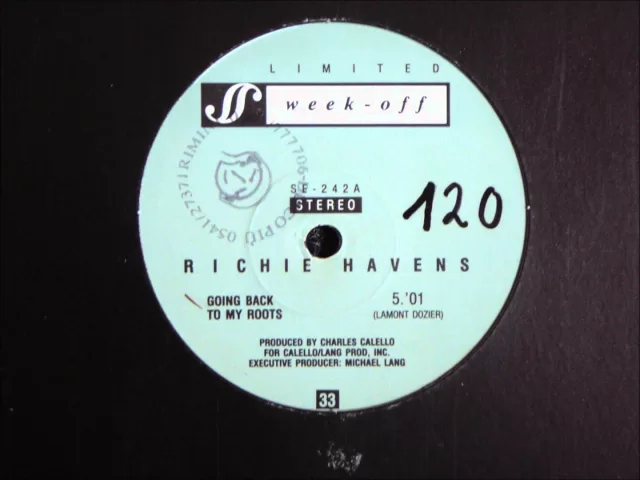 LIMITED
week-off
SE-242A
STEREO
120
RICHIE HAVENS
GOING BACK 5.'01
TO MY ROOTS (LAMONT DOZIER)
PRODUCED BY CHARLES CALELLO
FOR CALELLO/LANG PROD, INC.
EXECUTIVE PRODUCER: MICHAEL LANG
33